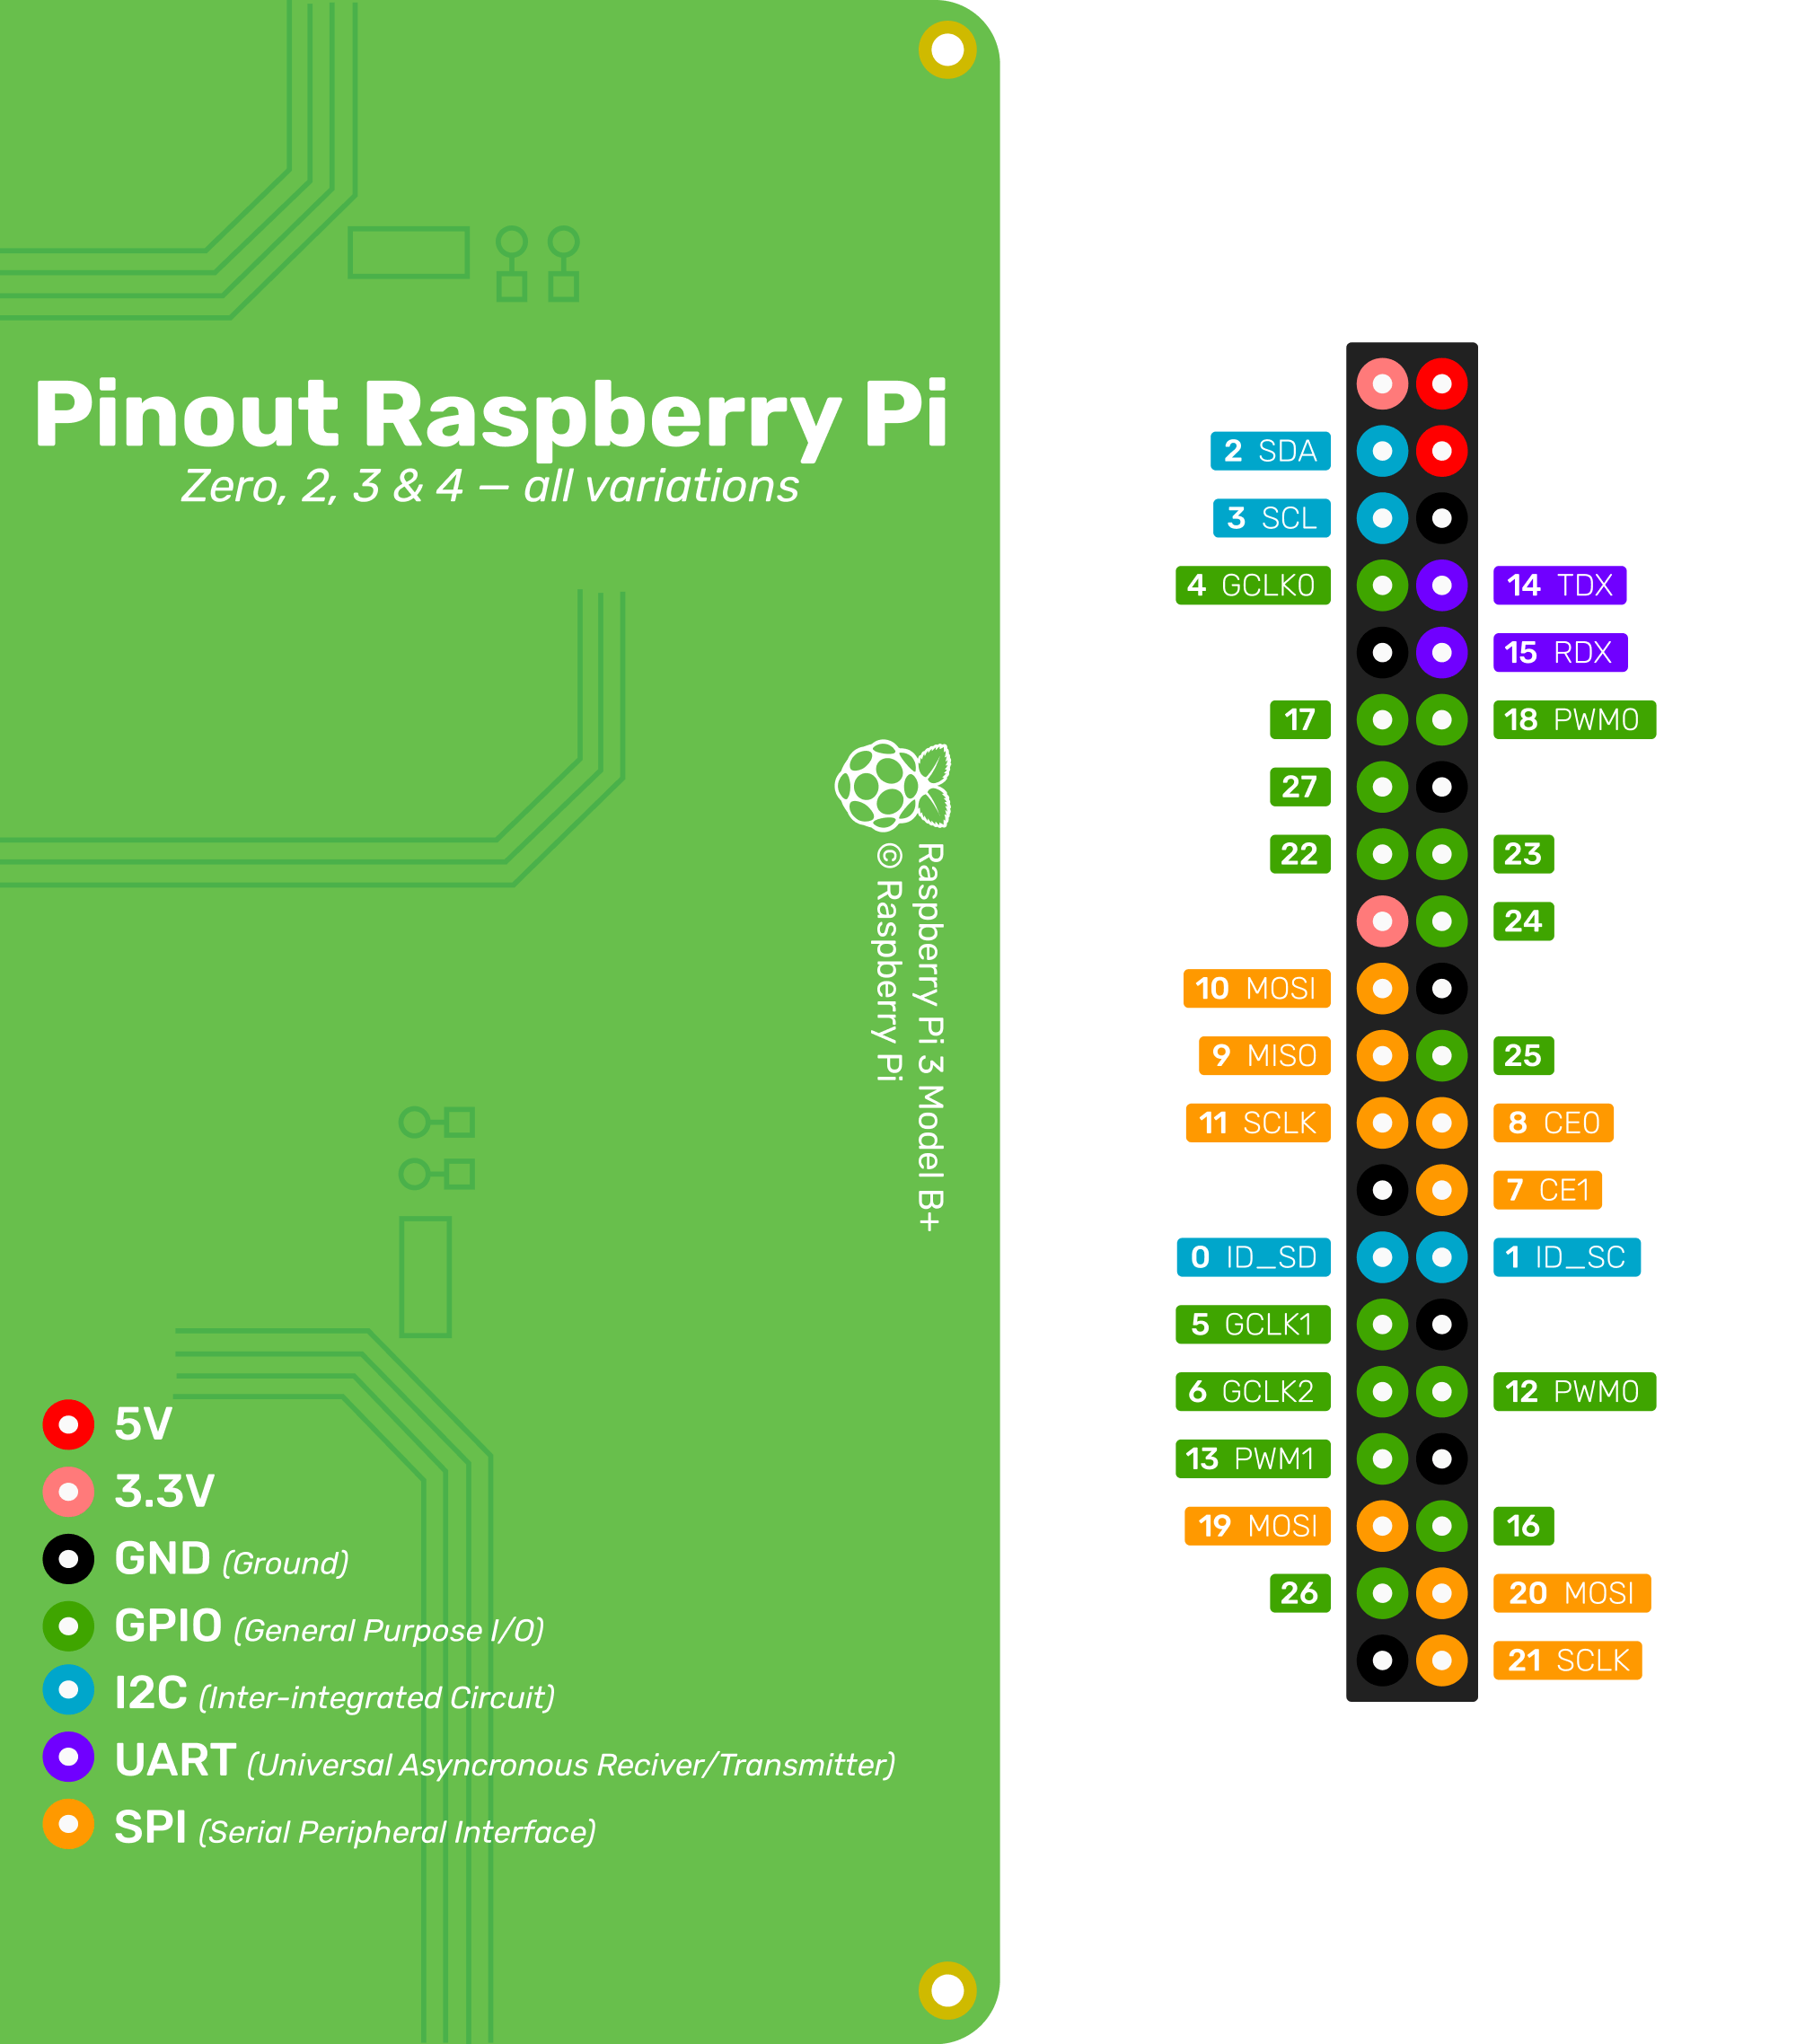 Pinout Raspberry Pi
Zero, 2, 3 & 4 — all variations
Raspberry Pi 3 Model B+
© Raspberry Pi
5V
3.3V
GND (Ground)
GPIO (General Purpose I/O)
I2C (Inter-integrated Circuit)
UART (Universal Asyncronous Reciver/Transmitter)
SPI (Serial Peripheral Interface)
2 SDA
3 SCL
4 GCLK0 14 TDX
15 RDX
17 18 PWM0
27
22 23
24
10 MOSI
9 MISO 25
11 SCLK 8 CE0
7 CE1
0 ID_SD 1 ID_SC
5 GCLK1
6 GCLK2 12 PWM0
13 PWM1
19 MOSI 16
26 20 MOSI
21 SCLK